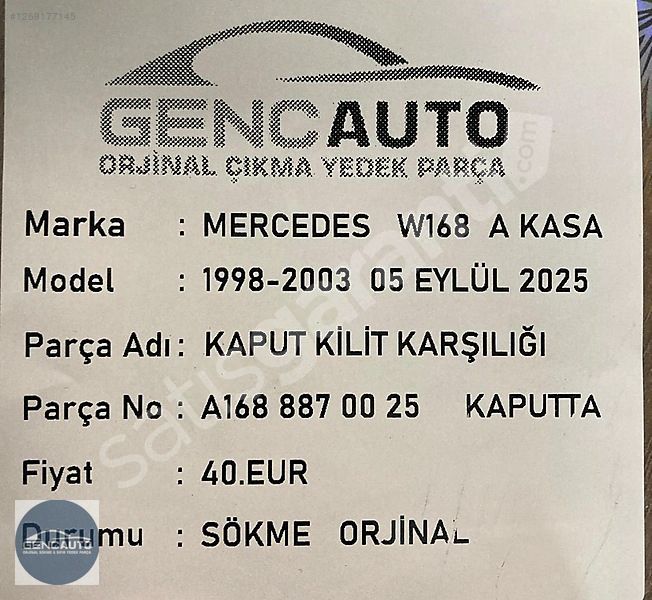 #1269177145
GENCAUTO
ORJİNAL ÇIKMA YEDEK PARÇA
Marka : MERCEDES W168 A KASA
Model : 1998-2003 05 EYLÜL 2025
Parça Adı : KAPUT KİLİT KARŞILIĞI
Parça No : A168 887 00 25 KAPUTTA
Fiyat : 40.EUR
Durumu : SÖKME ORJİNAL
GENCAUTO
satisgaranti.com